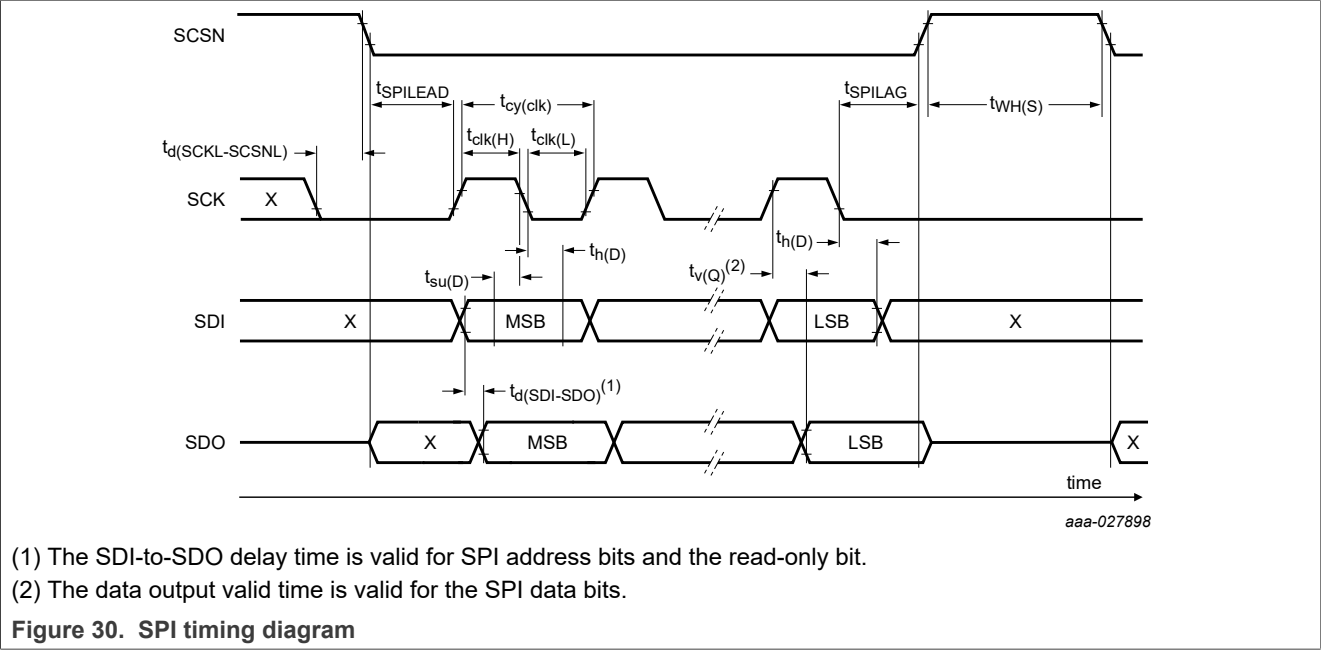 SCSN
tSPILEAD
tcy(clk)
tSPILAG
tWH(S)
td(SCKL-SCSNL)
tclk(H)
tclk(L)
SCK
X
th(D)
th(D)
tsu(D)
tv(Q)(2)
SDI
X
MSB
LSB
X
td(SDI-SDO)(1)
SDO
X
MSB
LSB
X
time
aaa-027898
(1) The SDI-to-SDO delay time is valid for SPI address bits and the read-only bit.
(2) The data output valid time is valid for the SPI data bits.
Figure 30. SPI timing diagram